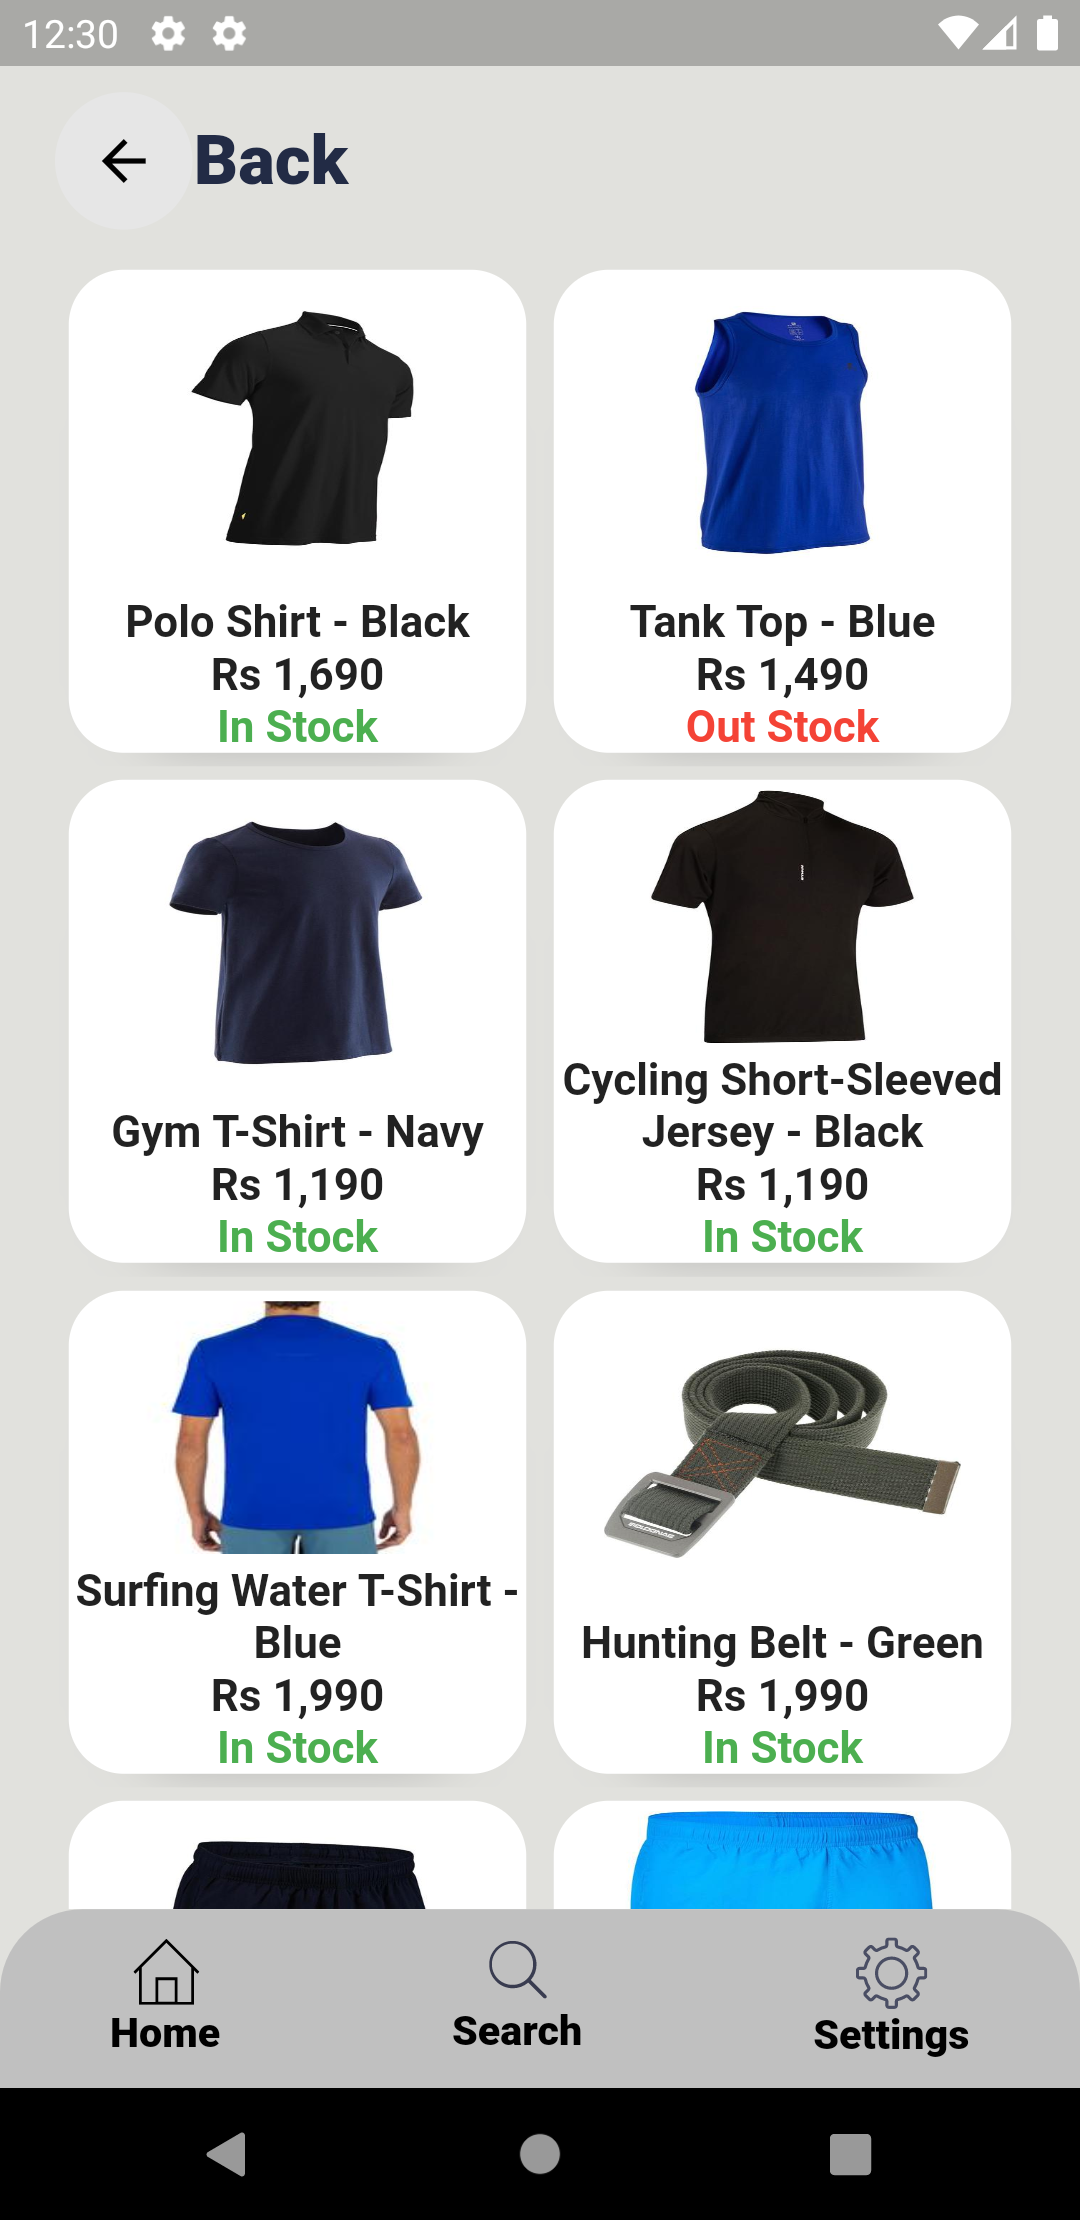 12:30
Back
Polo Shirt - Black
Rs 1,690
In Stock
Tank Top - Blue
Rs 1,490
Out Stock
Gym T-Shirt - Navy
Rs 1,190
In Stock
Cycling Short-Sleeved
Jersey - Black
Rs 1,190
In Stock
Surfing Water T-Shirt -
Blue
Rs 1,990
In Stock
SOLOGNAC
Hunting Belt - Green
Rs 1,990
In Stock
Home
Search
Settings